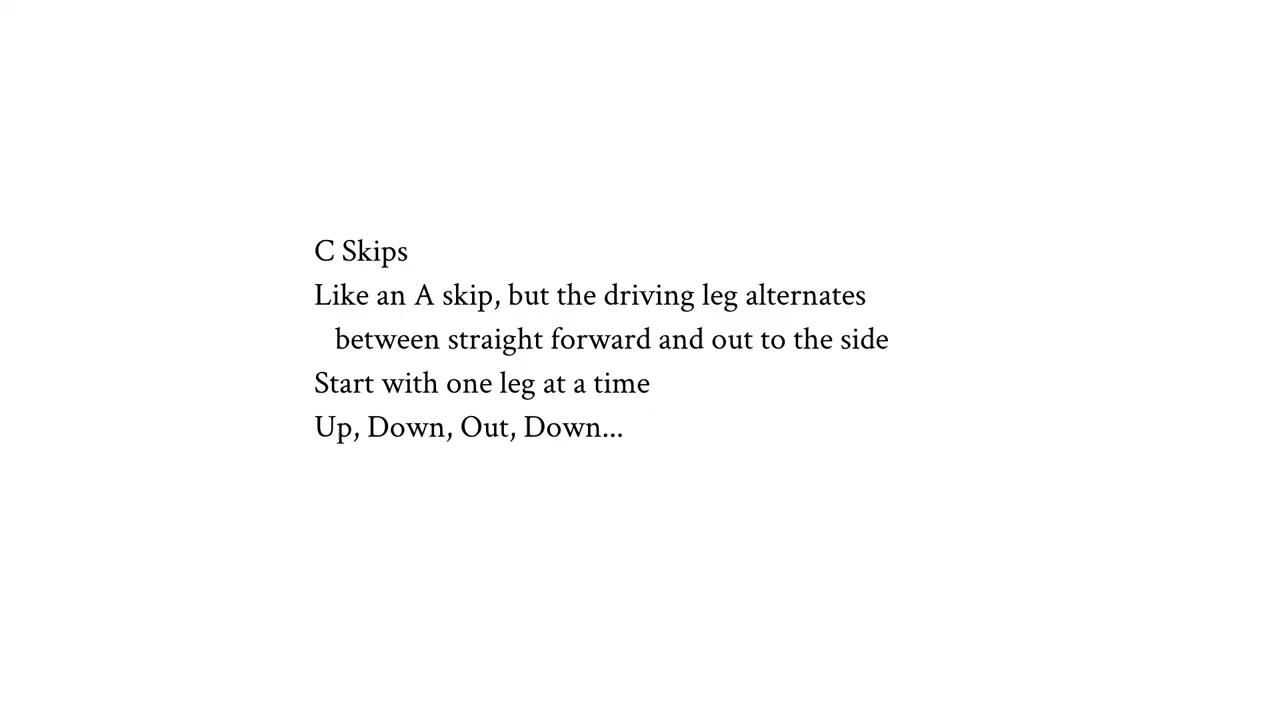 C Skips
Like an A skip, but the driving leg alternates
between straight forward and out to the side
Start with one leg at a time
Up, Down, Out, Down...